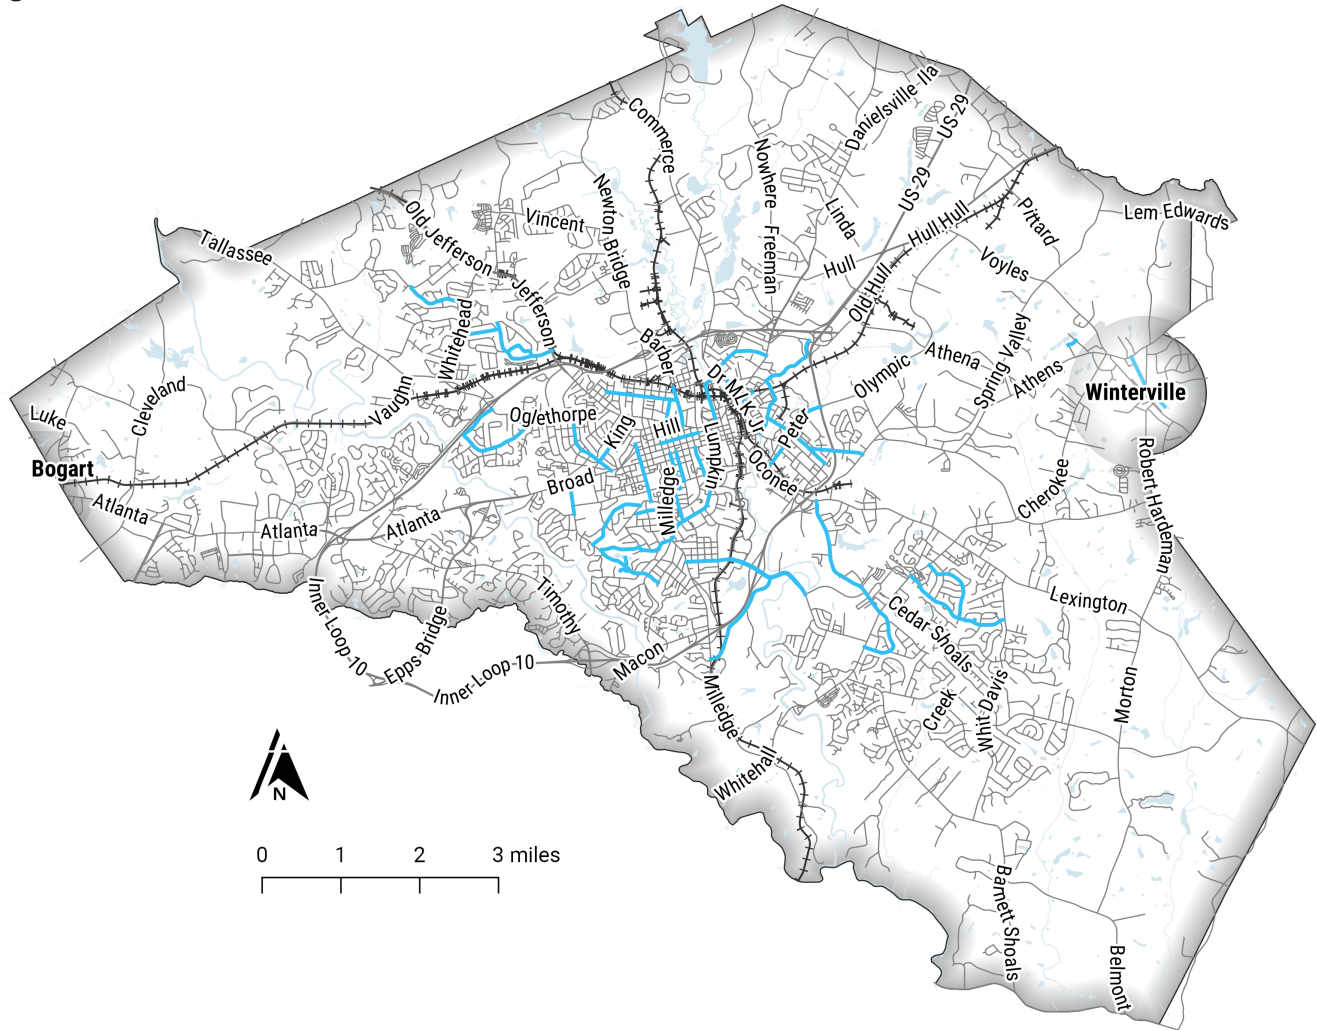 Commerce
Danielsville
Ila
US-29
US-29
Nowhere
Freeman
Newton Bridge
Vincent
Old Jefferson
Jefferson
Tallassee
Linda
Hull
Hull
Hull
Old Hull
Pittard
Voyles
Lem Edwards
Whitehead
Barber
Dr M K Jr
Olympic
Athena
Spring Valley
Athens
Winterville
Luke
Cleveland
Vaughn
Oglethorpe
King
Hill
Lumpkin
Peter
Oconee
Bogart
Broad
Milledge
Atlanta
Atlanta
Atlanta
Cherokee
Robert Hardeman
Inner Loop 10
Epps Bridge
Timothy
Inner Loop 10
Macon
Milledge
Whitehall
Cedar Shoals
Lexington
Creek
Whit Davis
Morton
Barnett Shoals
Belmont
N
0 1 2 3 miles